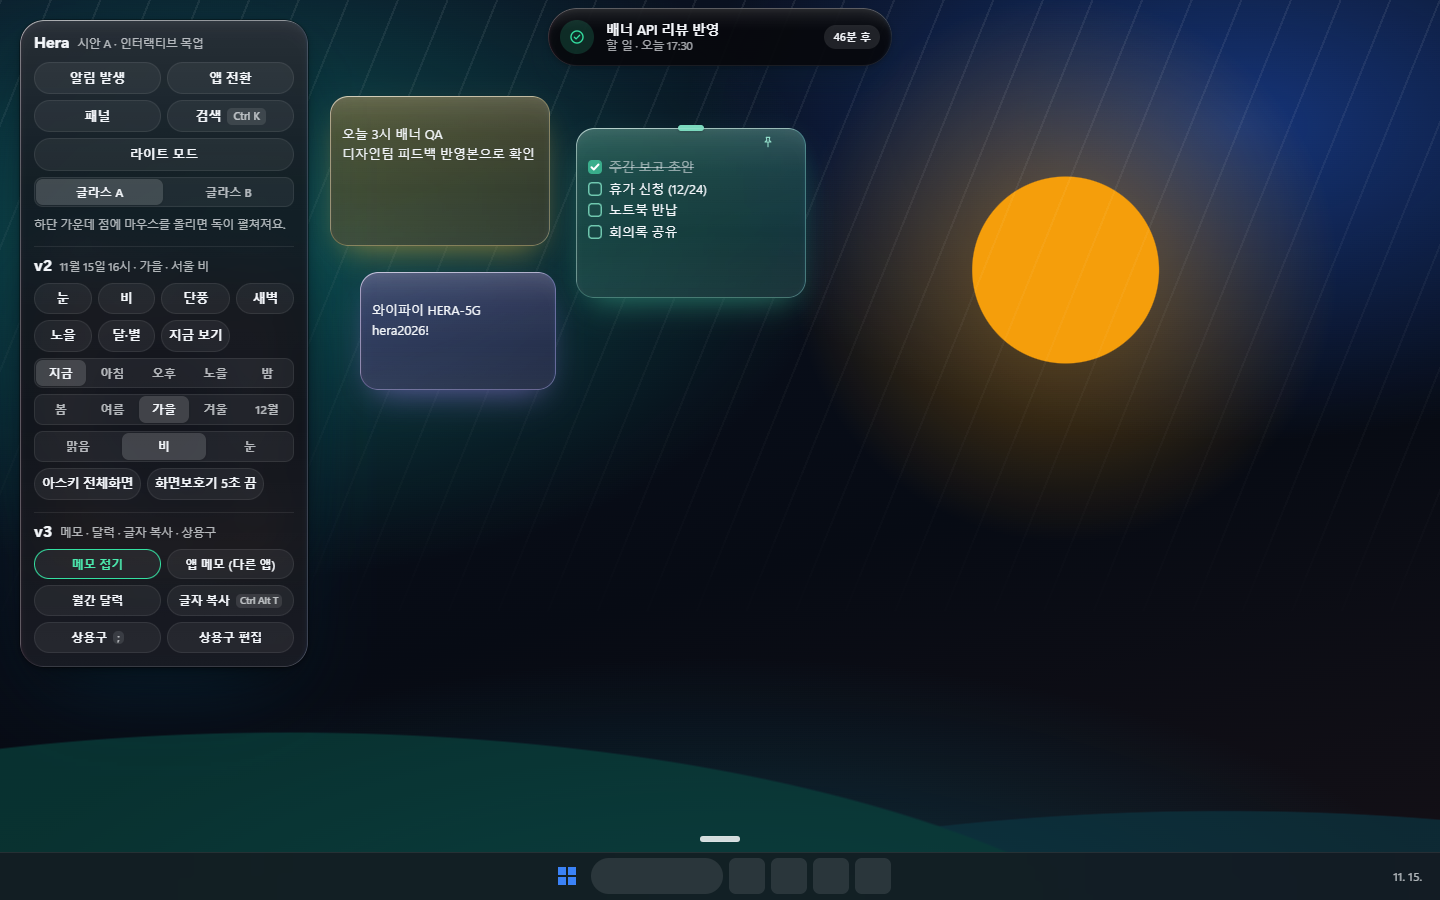 Hera 시안 A · 인터랙티브 목업
알림 발생
앱 전환
패널
검색 Ctrl K
라이트 모드
글라스 A
글라스 B
하단 가운데 점에 마우스를 올리면 독이 펼쳐져요.
v2 11월 15일 16시 · 가을 · 서울 비
눈
비
단풍
새벽
노을
달·별
지금 보기
지금
아침
오후
노을
밤
봄
여름
가을
겨울
12월
맑음
비
눈
아스키 전체화면
화면보호기 5초 끔
v3 메모 · 달력 · 글자 복사 · 상용구
메모 접기
앱 메모 (다른 앱)
월간 달력
글자 복사 Ctrl Alt T
상용구 ;
상용구 편집
배너 API 리뷰 반영
할 일 · 오늘 17:30
46분 후
오늘 3시 배너 QA
디자인팀 피드백 반영본으로 확인
주간 보고 초안
휴가 신청 (12/24)
노트북 반납
회의록 공유
와이파이 HERA-5G
hera2026!
11. 15.